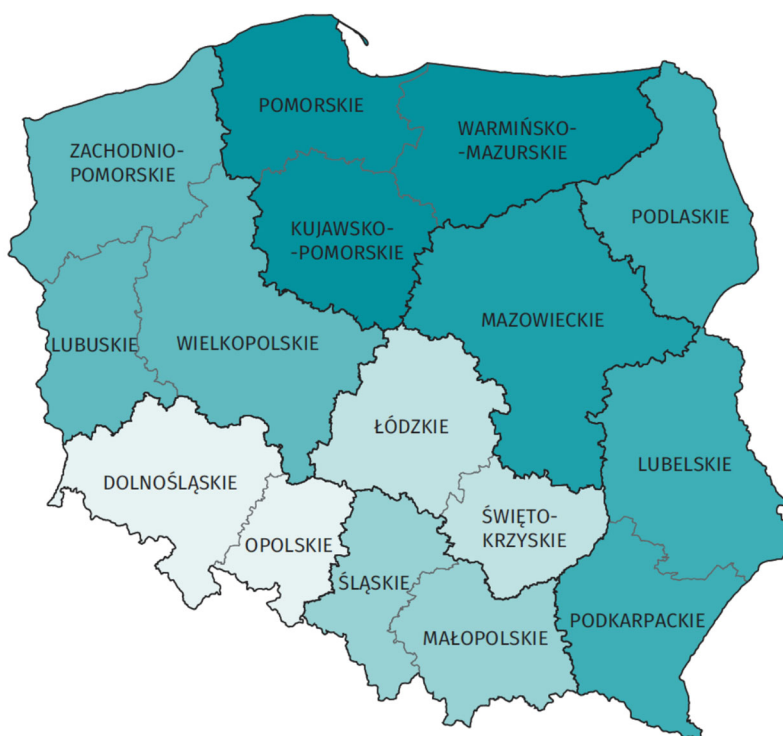 POMORSKIE
WARMIŃSKO-
-MAZURSKIE
ZACHODNIO-
POMORSKIE
PODLASKIE
KUJAWSKO-
-POMORSKIE
MAZOWIECKIE
LUBUSKIE
WIELKOPOLSKIE
ŁÓDZKIE
LUBELSKIE
DOLNOŚLĄSKIE
ŚWIĘTO-
KRZYSKIE
OPOLSKIE
ŚLĄSKIE
PODKARPACKIE
MAŁOPOLSKIE